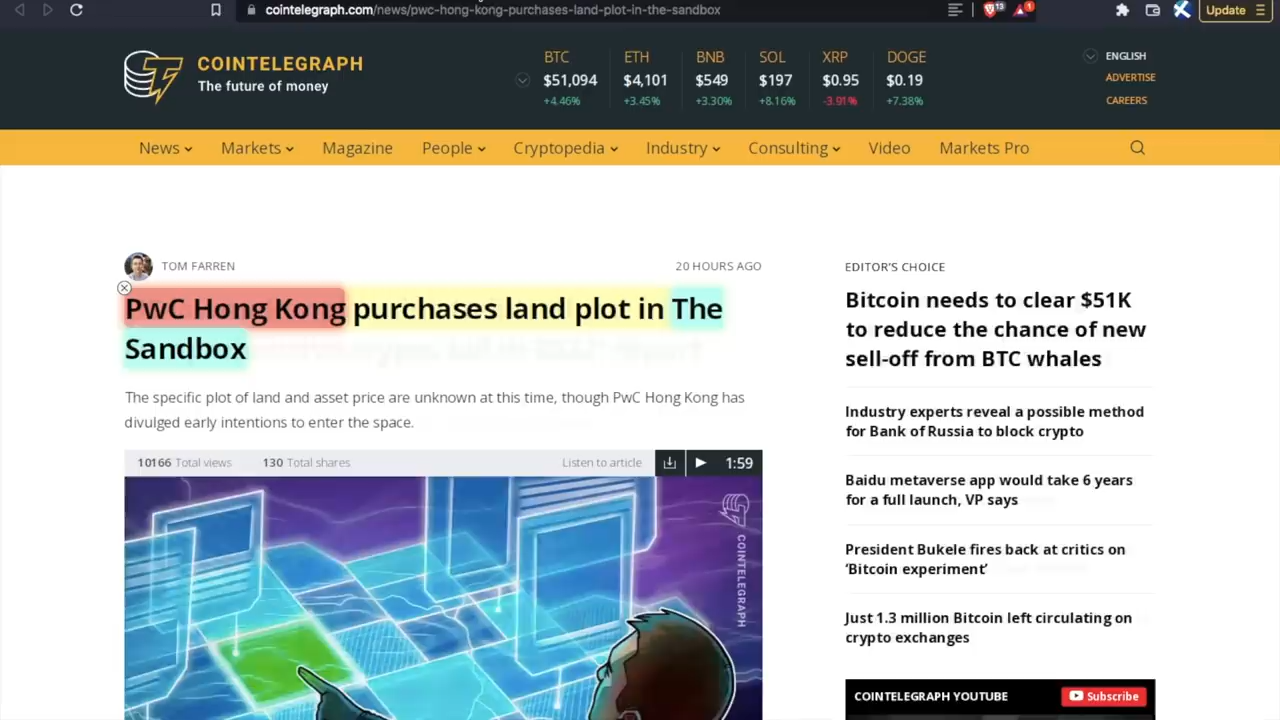 cointelegraph.com/news/pwc-hong-kong-purchases-land-plot-in-the-sandbox
13
1
Update
COINTELEGRAPH
The future of money
BTC ETH BNB SOL XRP DOGE
$51,094 $4,101 $549 $197 $0.95 $0.19
+4.46% +3.45% +3.30% +8.16% -3.91% +7.38%
ENGLISH
ADVERTISE
CAREERS
News Markets Magazine People Cryptopedia Industry Consulting Video Markets Pro
TOM FARREN
20 HOURS AGO
PwC Hong Kong purchases land plot in The
Sandbox
The specific plot of land and asset price are unknown at this time, though PwC Hong Kong has
divulged early intentions to enter the space.
10166 Total views 130 Total shares
Listen to article 1:59
COINTELEGRAPH
EDITOR'S CHOICE
Bitcoin needs to clear $51K
to reduce the chance of new
sell-off from BTC whales
Industry experts reveal a possible method
for Bank of Russia to block crypto
Baidu metaverse app would take 6 years
for a full launch, VP says
President Bukele fires back at critics on
‘Bitcoin experiment’
Just 1.3 million Bitcoin left circulating on
crypto exchanges
COINTELEGRAPH YOUTUBE
Subscribe